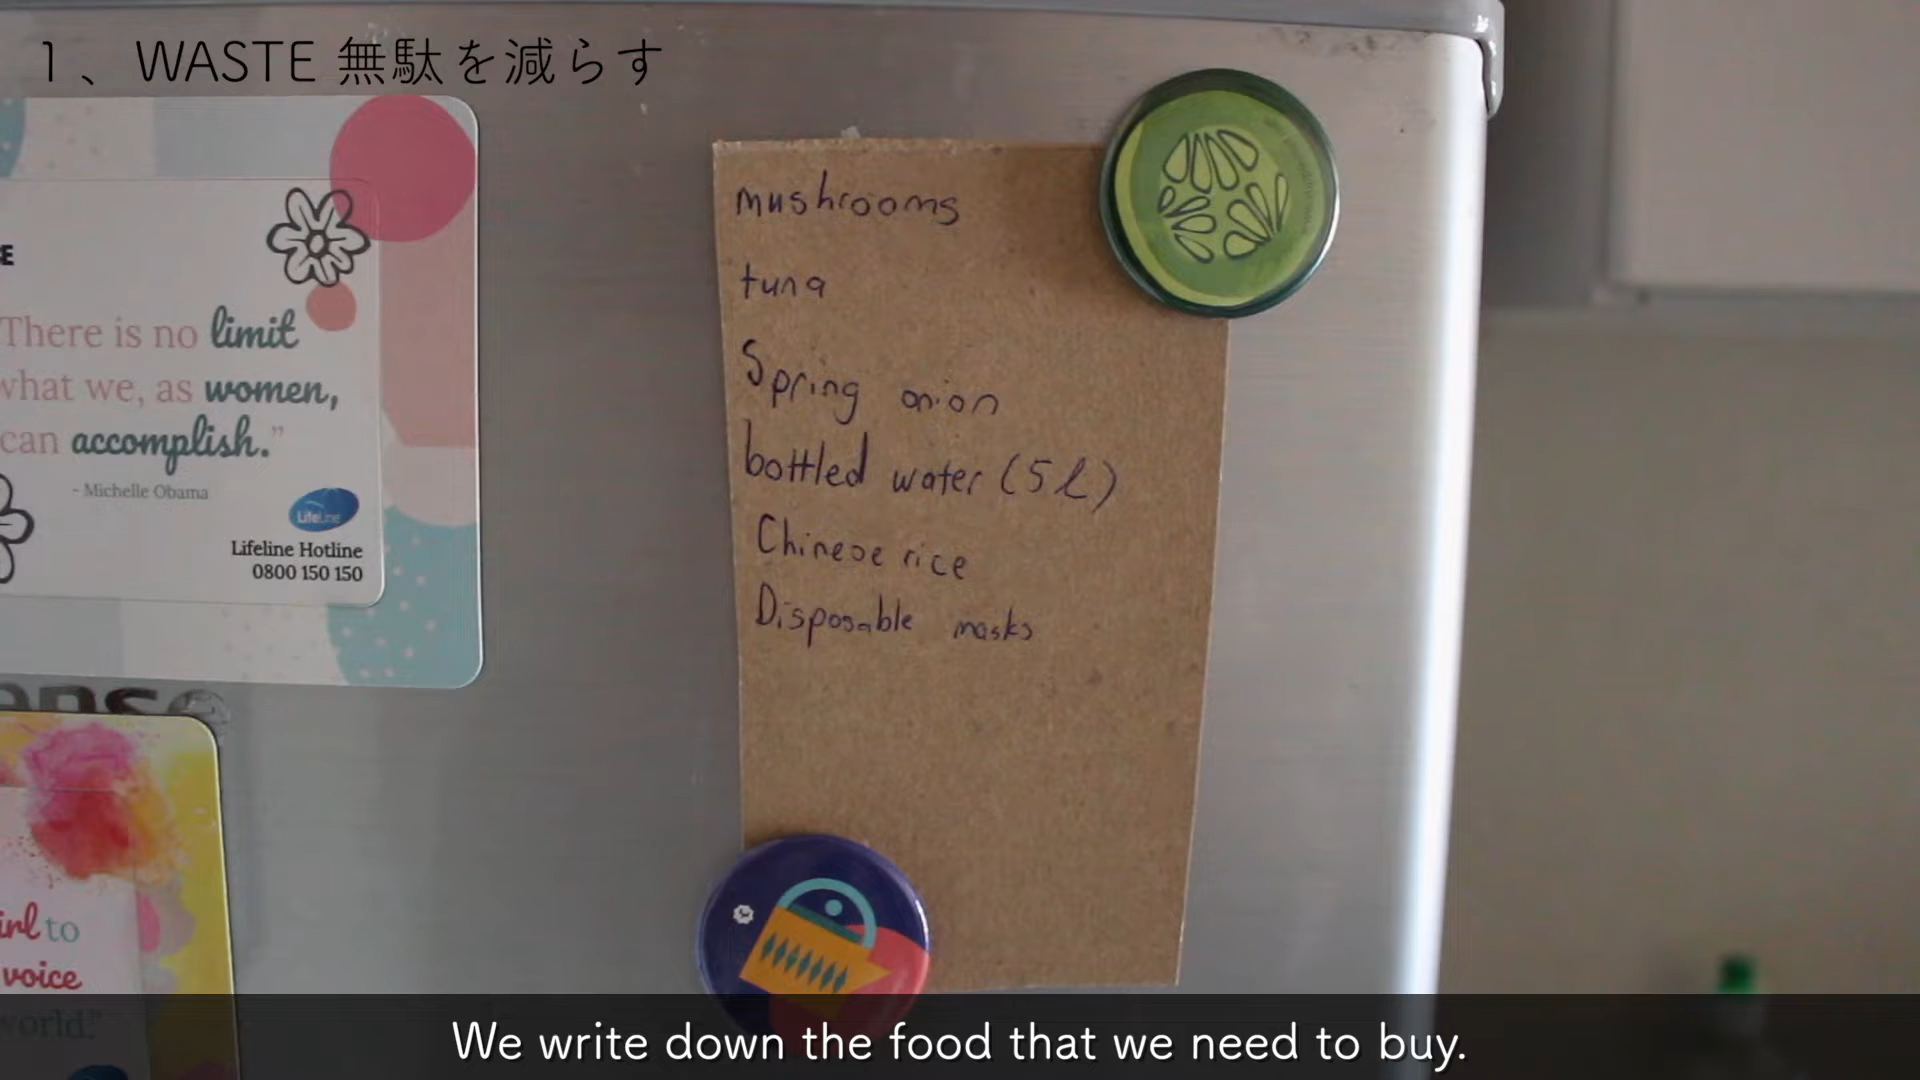 1、WASTE 無駄を減らす
There is no limit
what we, as women,
can accomplish."
- Michelle Obama
LifeLine
Lifeline Hotline
0800 150 150
to
voice
world."
mushrooms
tuna
Spring onion
bottled water (5l)
Chinese rice
Disposable masks
We write down the food that we need to buy.